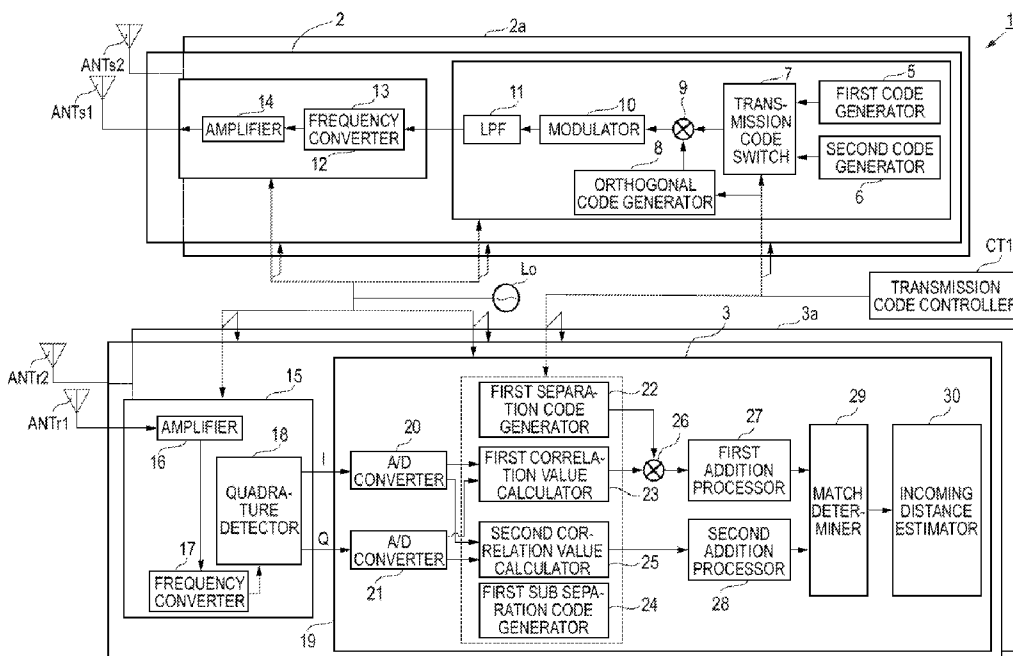 1
2
2a
ANTs2
ANTs1
14
AMPLIFIER
13
FREQUENCY
CONVERTER
12
11
LPF
10
MODULATOR
9
8
ORTHOGONAL
CODE GENERATOR
7
TRANS-
MISSION
CODE
SWITCH
5
FIRST CODE
GENERATOR
SECOND CODE
GENERATOR
6
Lo
CT1
TRANSMISSION
CODE CONTROLLER
3a
3
ANTr2
ANTr1
15
AMPLIFIER
16
18
QUADRA-
TURE
DETECTOR
17
FREQUENCY
CONVERTER
I
Q
19
20
A/D
CONVERTER
A/D
CONVERTER
21
22
FIRST SEPARA-
TION CODE
GENERATOR
FIRST CORRELA-
TION VALUE
CALCULATOR
23
SECOND COR-
RELATION VALUE
CALCULATOR
25
FIRST SUB SEPA-
RATION CODE
GENERATOR
24
26
27
FIRST
ADDITION
PROCESSOR
SECOND
ADDITION
PROCESSOR
28
29
MATCH
DETER-
MINER
30
INCOMING
DISTANCE
ESTIMATOR